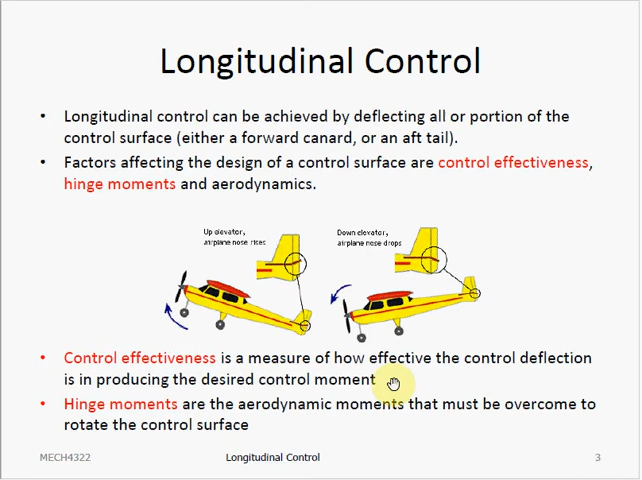 Longitudinal Control
• Longitudinal control can be achieved by deflecting all or portion of the
control surface (either a forward canard, or an aft tail).
• Factors affecting the design of a control surface are control effectiveness,
hinge moments and aerodynamics.
Up elevator,
airplane nose rises
Down elevator,
airplane nose drops
• Control effectiveness is a measure of how effective the control deflection
is in producing the desired control moment
• Hinge moments are the aerodynamic moments that must be overcome to
rotate the control surface
MECH4322
Longitudinal Control
3